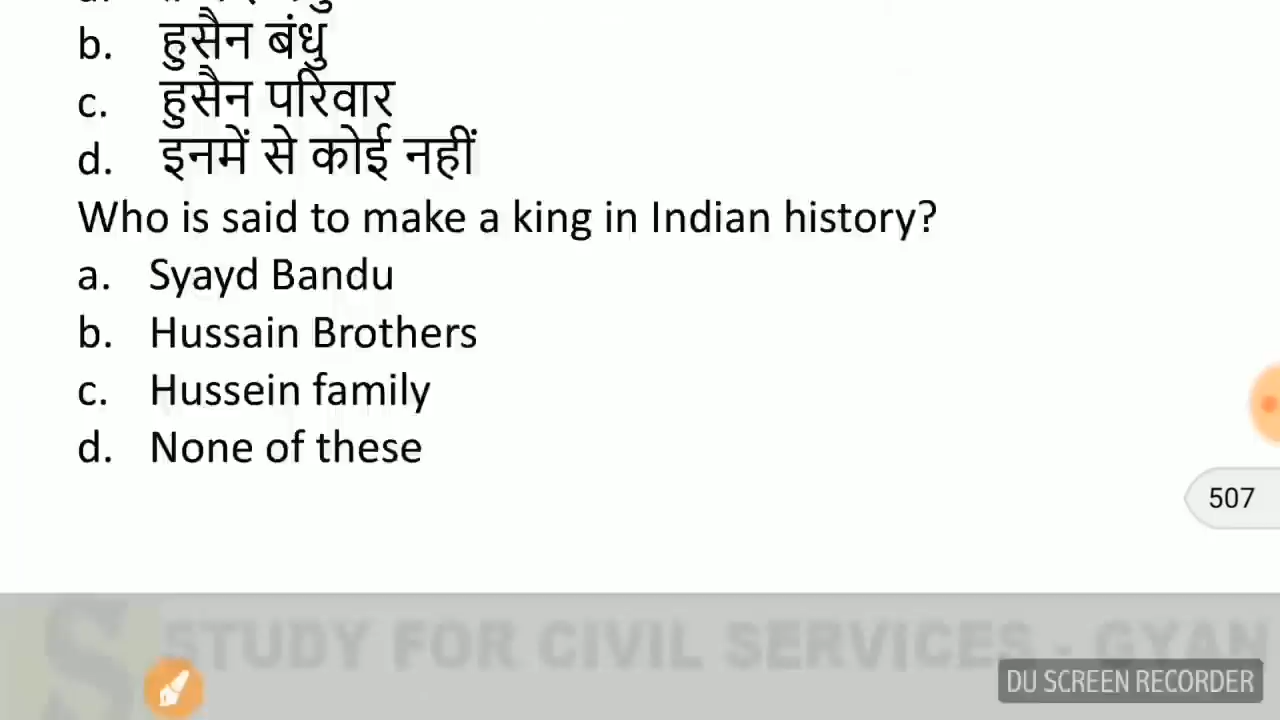 b. हुसैन बंधु
c. हुसैन परिवार
d. इनमें से कोई नहीं
Who is said to make a king in Indian history?
a. Syayd Bandu
b. Hussain Brothers
c. Hussein family
d. None of these
507
STUDY FOR CIVIL SERVICES - GYAN
DU SCREEN RECORDER